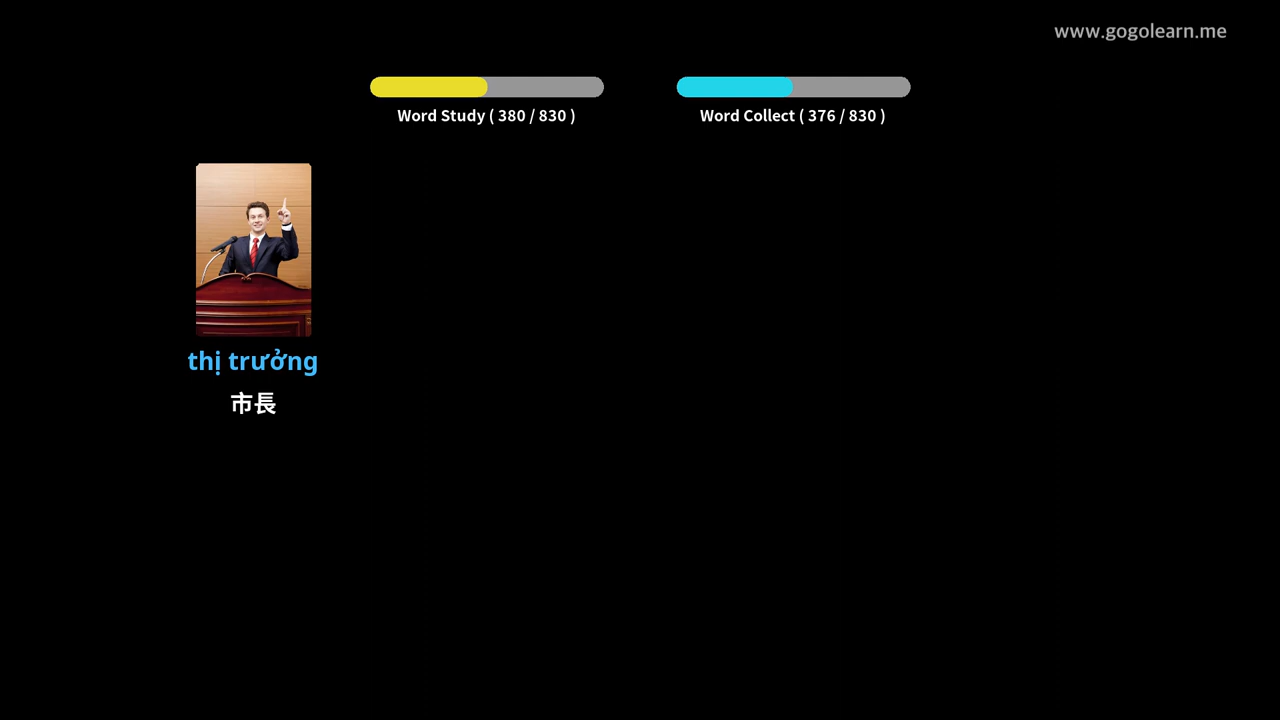 www.gogolearn.me
Word Study ( 380 / 830 )
Word Collect ( 376 / 830 )
thị trưởng
市長